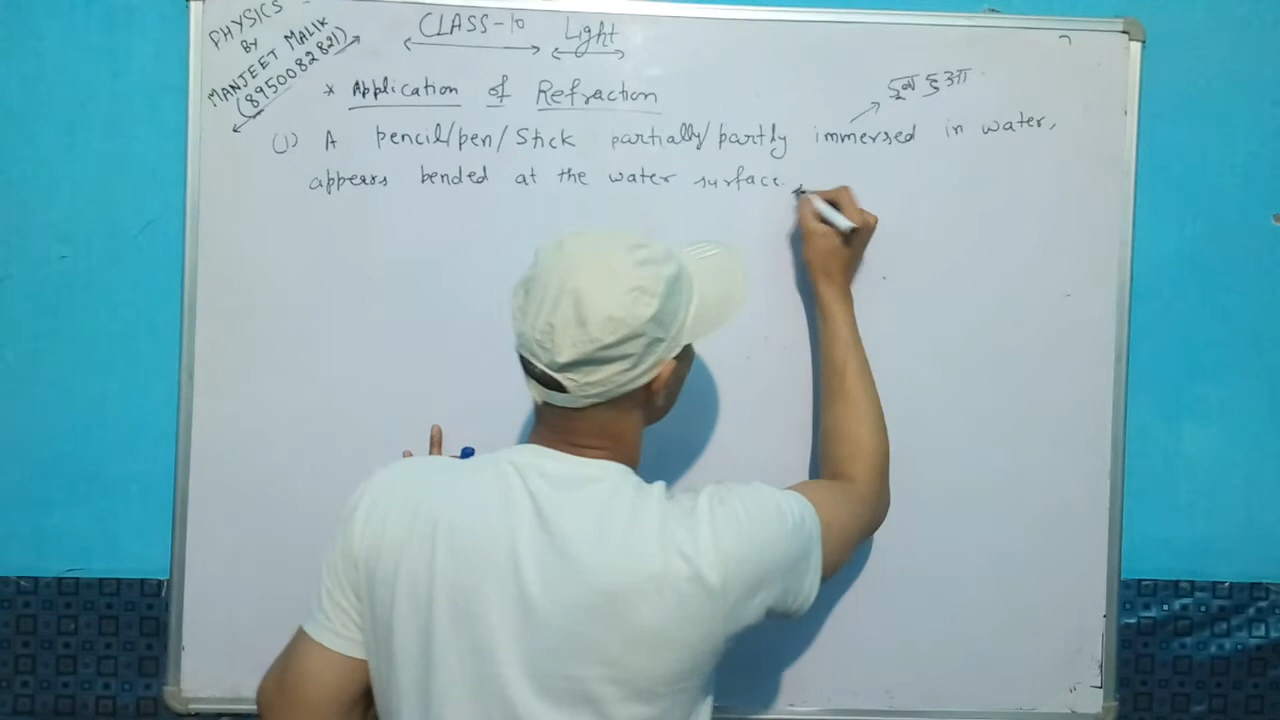 PHYSICS
BY
MANJEET MALIK
(8950082821)
CLASS-10 Light
* Application of Refraction
डूबा हुआ
(1) A pencil/pen/Stick partially/partly immersed in water,
appears bended at the water surface.